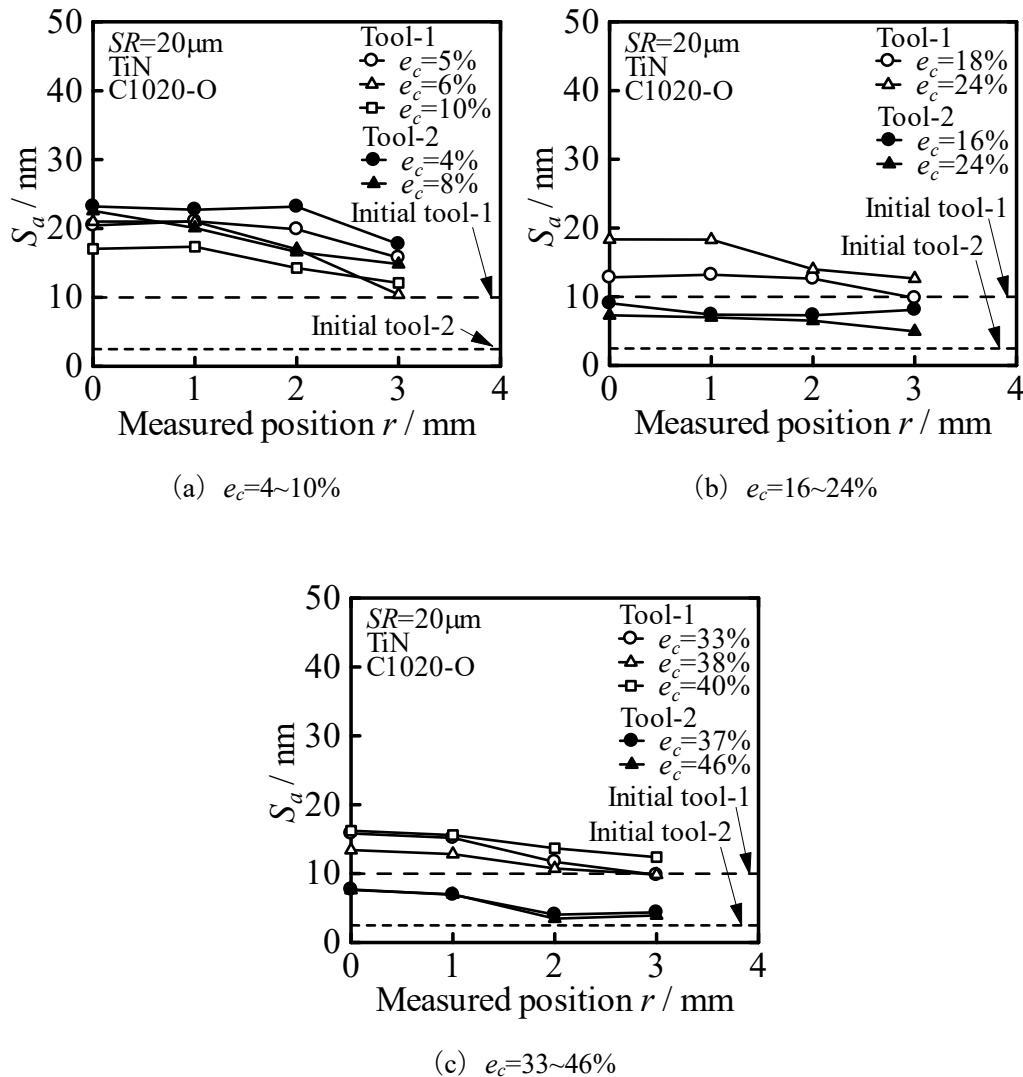 50
40
30
20
10
0
S_a / nm
SR=20μm
TiN
C1020-O
Tool-1
e_c=5%
e_c=6%
e_c=10%
Tool-2
e_c=4%
e_c=8%
Initial tool-1
Initial tool-2
0 1 2 3 4
Measured position r / mm
(a) e_c=4~10%
50
40
30
20
10
0
S_a / nm
SR=20μm
TiN
C1020-O
Tool-1
e_c=18%
e_c=24%
Tool-2
e_c=16%
e_c=24%
Initial tool-1
Initial tool-2
0 1 2 3 4
Measured position r / mm
(b) e_c=16~24%
50
40
30
20
10
0
S_a / nm
SR=20μm
TiN
C1020-O
Tool-1
e_c=33%
e_c=38%
e_c=40%
Tool-2
e_c=37%
e_c=46%
Initial tool-1
Initial tool-2
0 1 2 3 4
Measured position r / mm
(c) e_c=33~46%